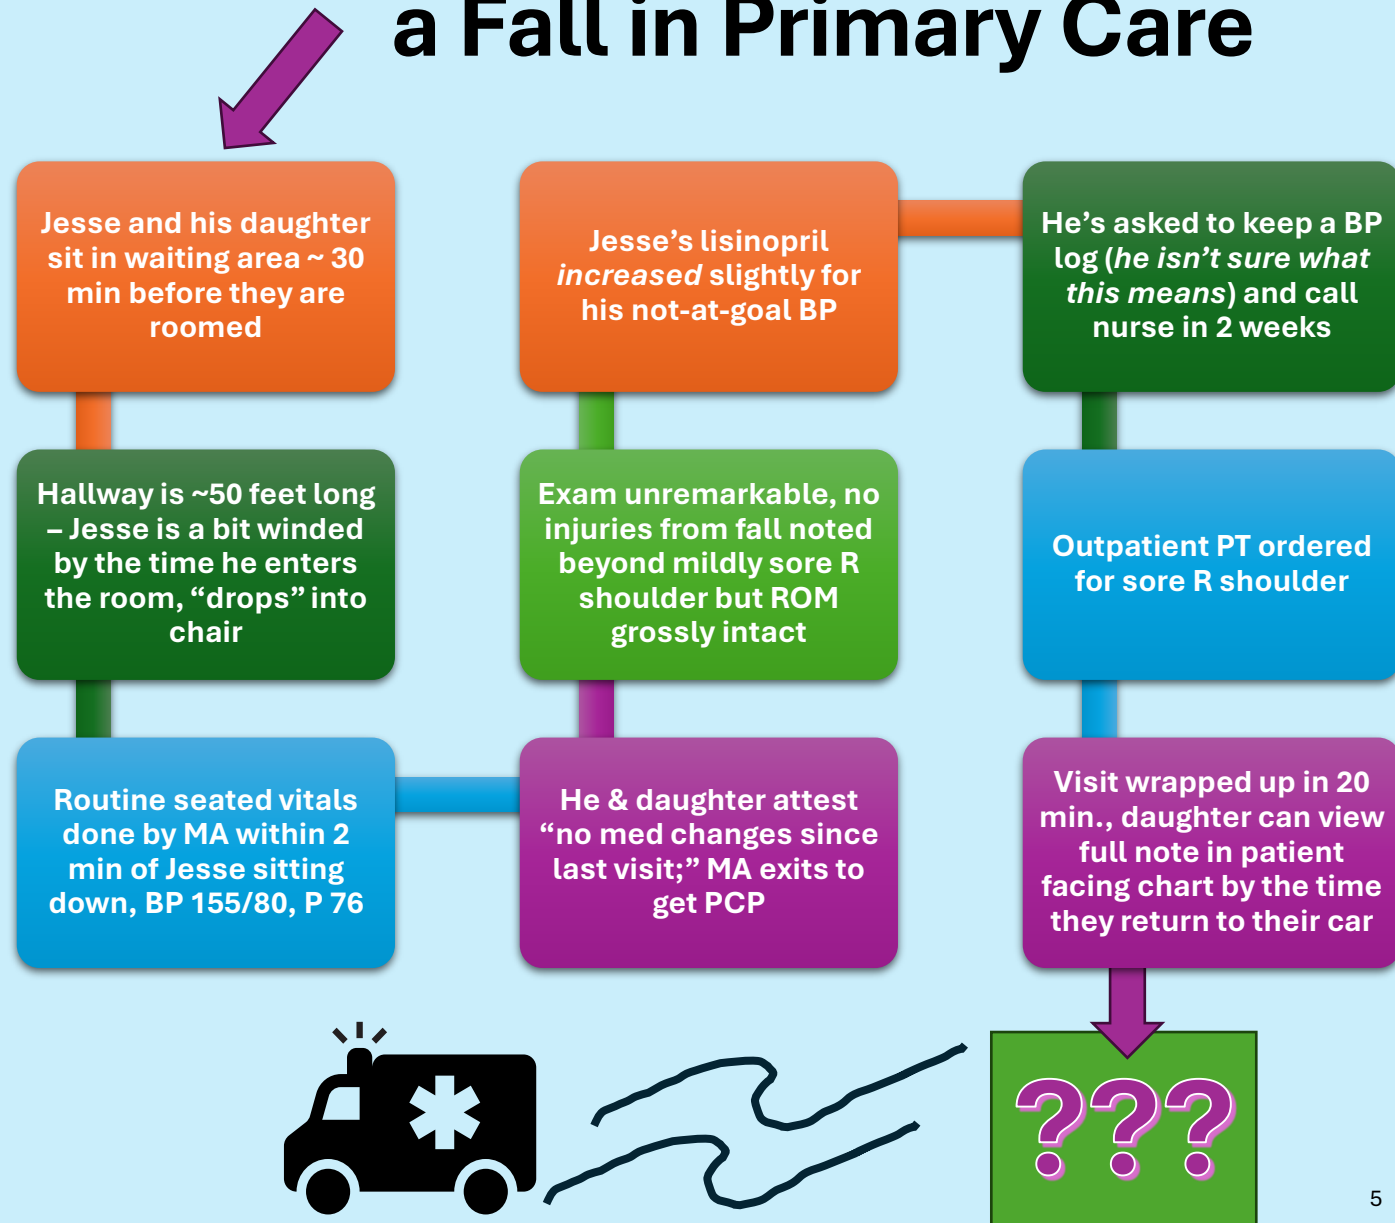 a Fall in Primary Care
Jesse and his daughter
sit in waiting area ~ 30
min before they are
roomed
Hallway is ~50 feet long
– Jesse is a bit winded
by the time he enters
the room, “drops” into
chair
Routine seated vitals
done by MA within 2
min of Jesse sitting
down, BP 155/80, P 76
He & daughter attest
“no med changes since
last visit;” MA exits to
get PCP
Exam unremarkable, no
injuries from fall noted
beyond mildly sore R
shoulder but ROM
grossly intact
Jesse’s lisinopril
increased slightly for
his not-at-goal BP
He’s asked to keep a BP
log (he isn’t sure what
this means) and call
nurse in 2 weeks
Outpatient PT ordered
for sore R shoulder
Visit wrapped up in 20
min., daughter can view
full note in patient
facing chart by the time
they return to their car
???
5